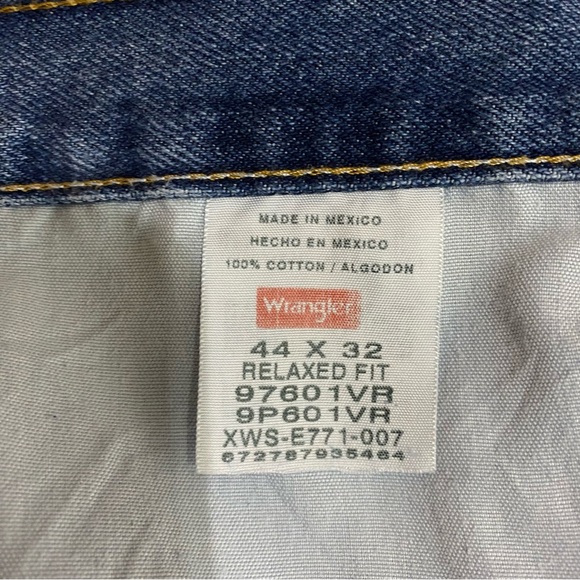 MADE IN MEXICO
HECHO EN MEXICO
100% COTTON / ALGODON
Wrangler
44 X 32
RELAXED FIT
97601VR
9P601VR
XWS-E771-007
672787935464